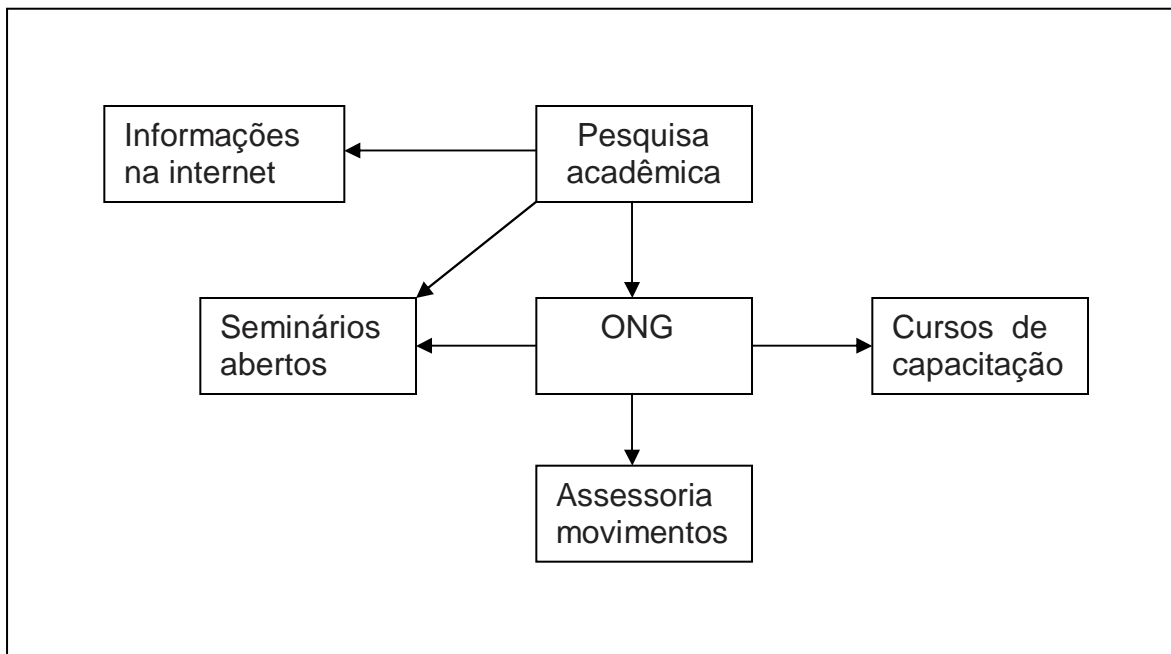 Informações
na internet
Pesquisa
acadêmica
Seminários
abertos
ONG
Cursos de
capacitação
Assessoria
movimentos